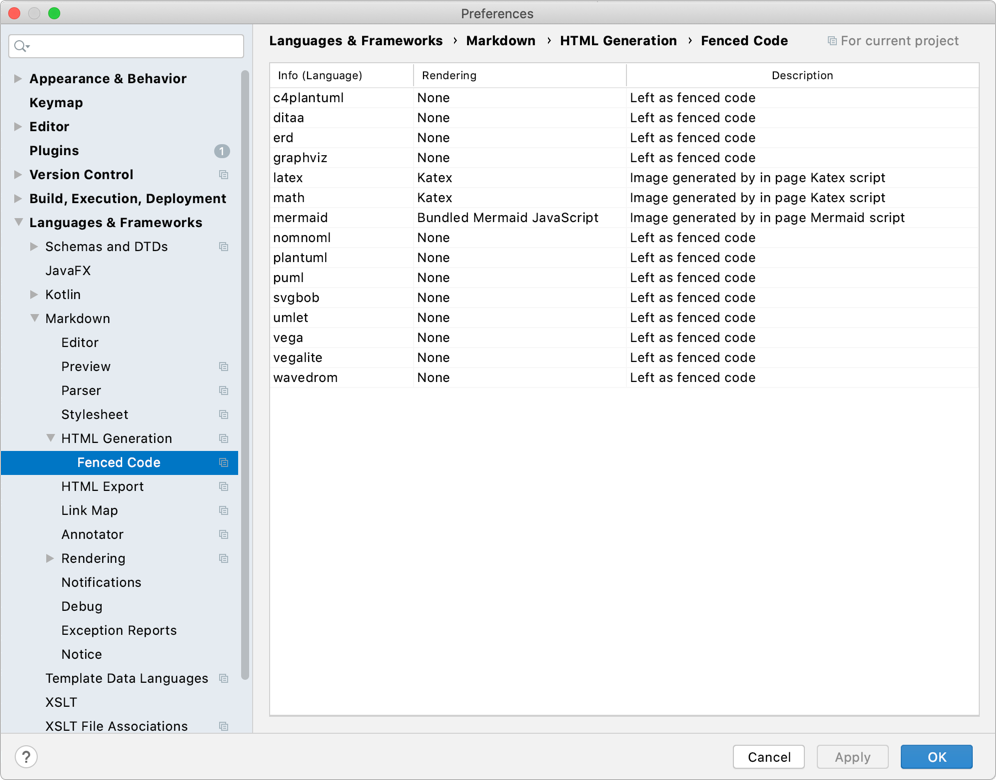 Preferences
Languages & Frameworks › Markdown › HTML Generation › Fenced Code For current project
Appearance & Behavior
Keymap
Editor
Plugins 1
Version Control
Build, Execution, Deployment
Languages & Frameworks
Schemas and DTDs
JavaFX
Kotlin
Markdown
Editor
Preview
Parser
Stylesheet
HTML Generation
Fenced Code
HTML Export
Link Map
Annotator
Rendering
Notifications
Debug
Exception Reports
Notice
Template Data Languages
XSLT
XSLT File Associations
Info (Language) Rendering Description
c4plantuml None Left as fenced code
ditaa None Left as fenced code
erd None Left as fenced code
graphviz None Left as fenced code
latex Katex Image generated by in page Katex script
math Katex Image generated by in page Katex script
mermaid Bundled Mermaid JavaScript Image generated by in page Mermaid script
nomnoml None Left as fenced code
plantuml None Left as fenced code
puml None Left as fenced code
svgbob None Left as fenced code
umlet None Left as fenced code
vega None Left as fenced code
vegalite None Left as fenced code
wavedrom None Left as fenced code
? Cancel Apply OK